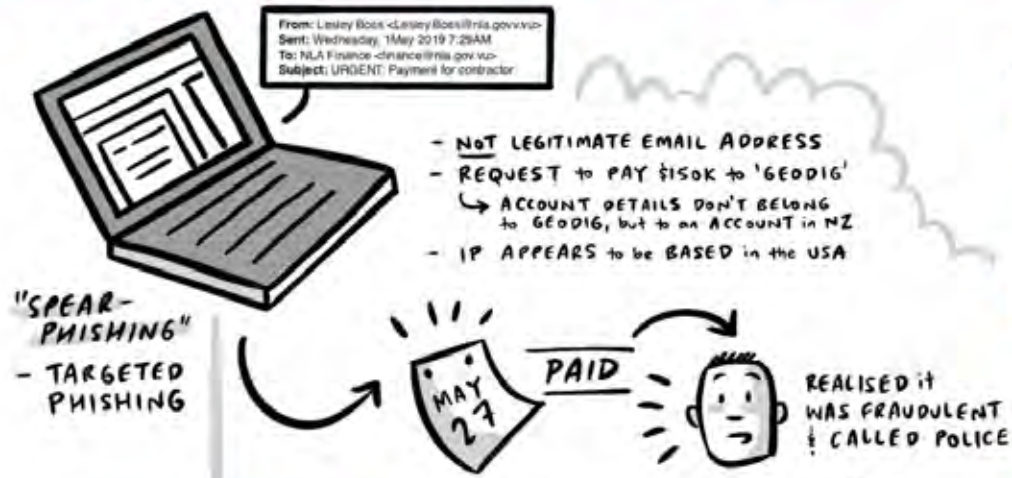 From: Lesley Boss <Lesley.Boss@nla.govv.vu>
Sent: Wednesday, 1May 2019 7:29AM
To: NLA Finance <finance@nla.gov.vu>
Subject: URGENT: Payment for contractor
- NOT LEGITIMATE EMAIL ADDRESS
- REQUEST to PAY $150K to 'GEODIG'
↳ ACCOUNT DETAILS DON'T BELONG
to GEODIG, but to an ACCOUNT in NZ
- IP APPEARS to be BASED in the USA
"SPEAR-
PHISHING"
- TARGETED
PHISHING
MAY
27
PAID
REALISED it
WAS FRAUDULENT
& CALLED POLICE